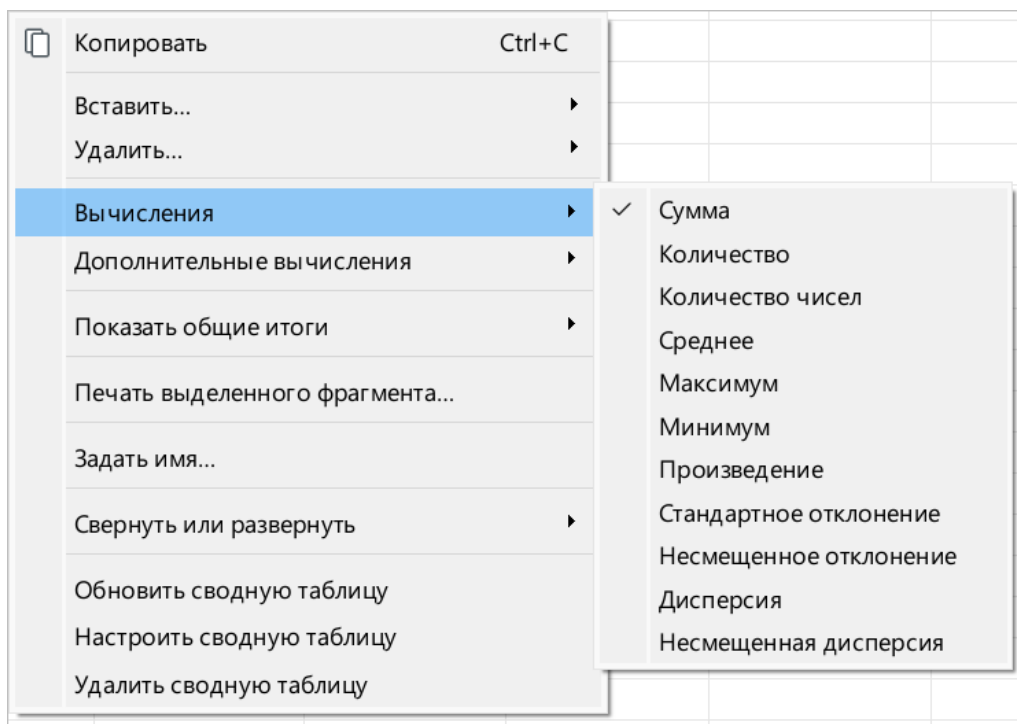 Копировать Ctrl+C
Вставить...
Удалить...
Вычисления
Дополнительные вычисления
Показать общие итоги
Печать выделенного фрагмента...
Задать имя...
Свернуть или развернуть
Обновить сводную таблицу
Настроить сводную таблицу
Удалить сводную таблицу
Сумма
Количество
Количество чисел
Среднее
Максимум
Минимум
Произведение
Стандартное отклонение
Несмещенное отклонение
Дисперсия
Несмещенная дисперсия